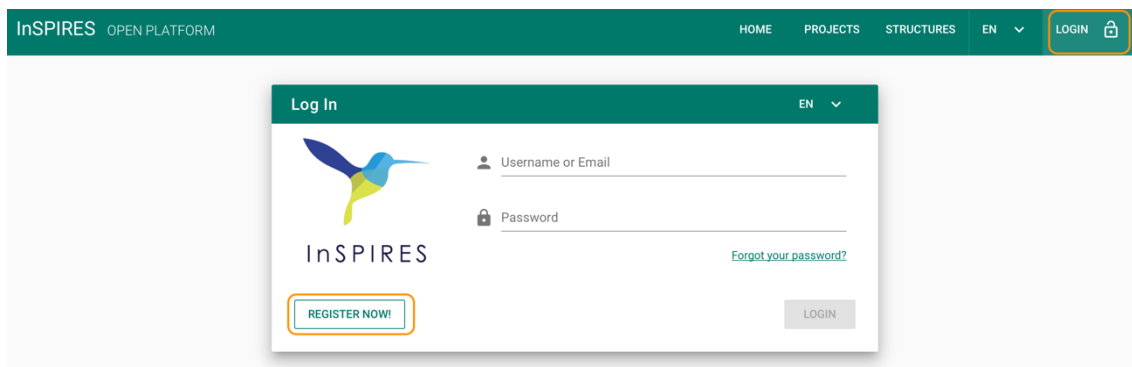 InSPIRES OPEN PLATFORM HOME PROJECTS STRUCTURES EN LOGIN
Log In EN
Username or Email
Password
InSPIRES
Forgot your password?
REGISTER NOW! LOGIN